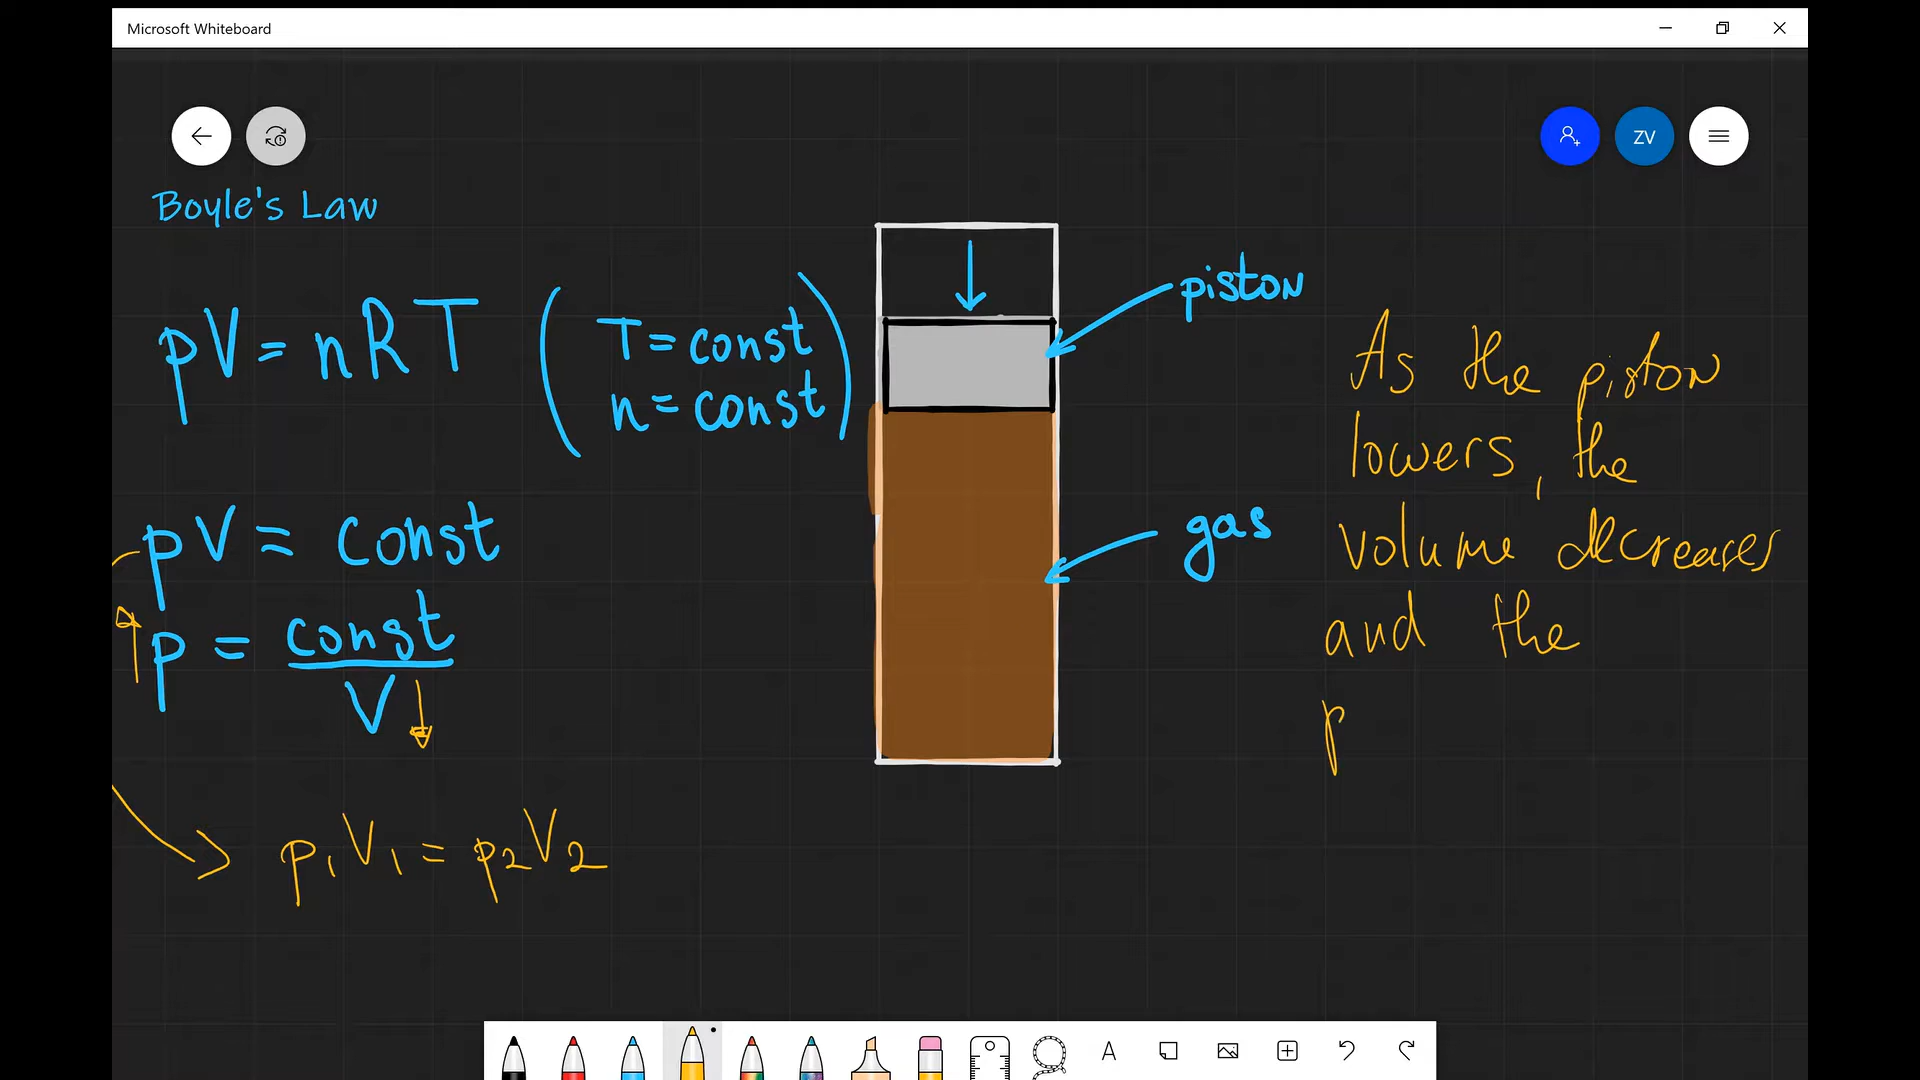 Microsoft Whiteboard
ZV
Boyle's Law
pV = nRT
(T = const
n = const)
pV = const
p = const
V
p₁V₁ = p₂V₂
piston
gas
As the piston
lowers, the
volume decreases
and the
p
A